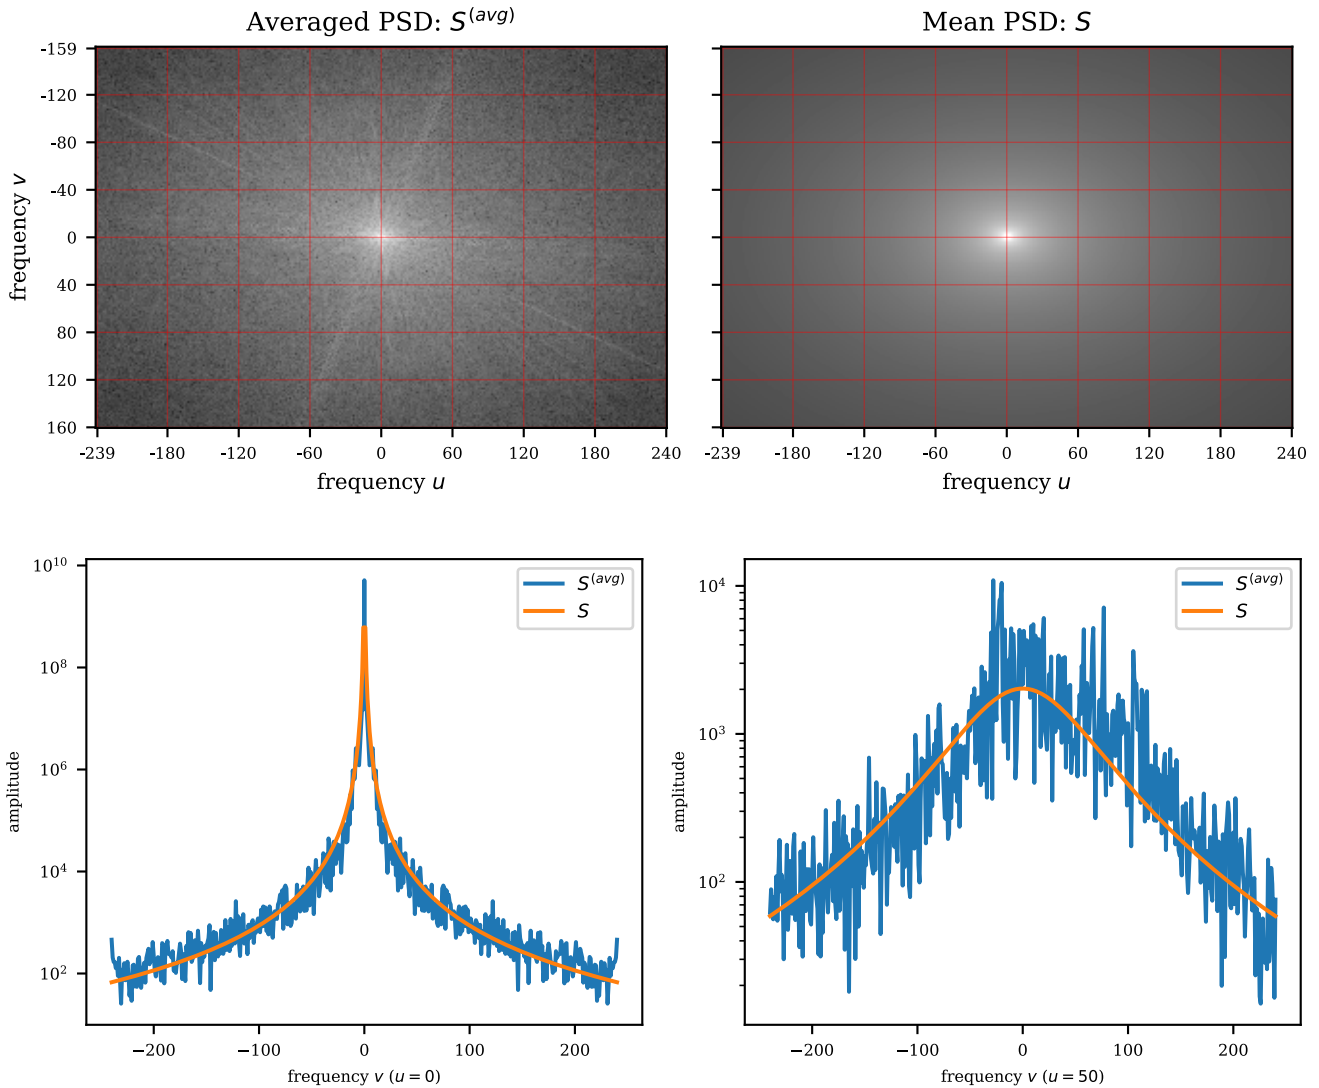 Averaged PSD: S^(avg)
Mean PSD: S
-159
-120
-80
-40
0
40
80
120
160
frequency v
-239 -180 -120 -60 0 60 120 180 240
frequency u
-239 -180 -120 -60 0 60 120 180 240
frequency u
10^10
10^8
10^6
10^4
10^2
amplitude
S^(avg)
S
−200 −100 0 100 200
frequency v (u = 0)
10^4
10^3
10^2
amplitude
S^(avg)
S
−200 −100 0 100 200
frequency v (u = 50)